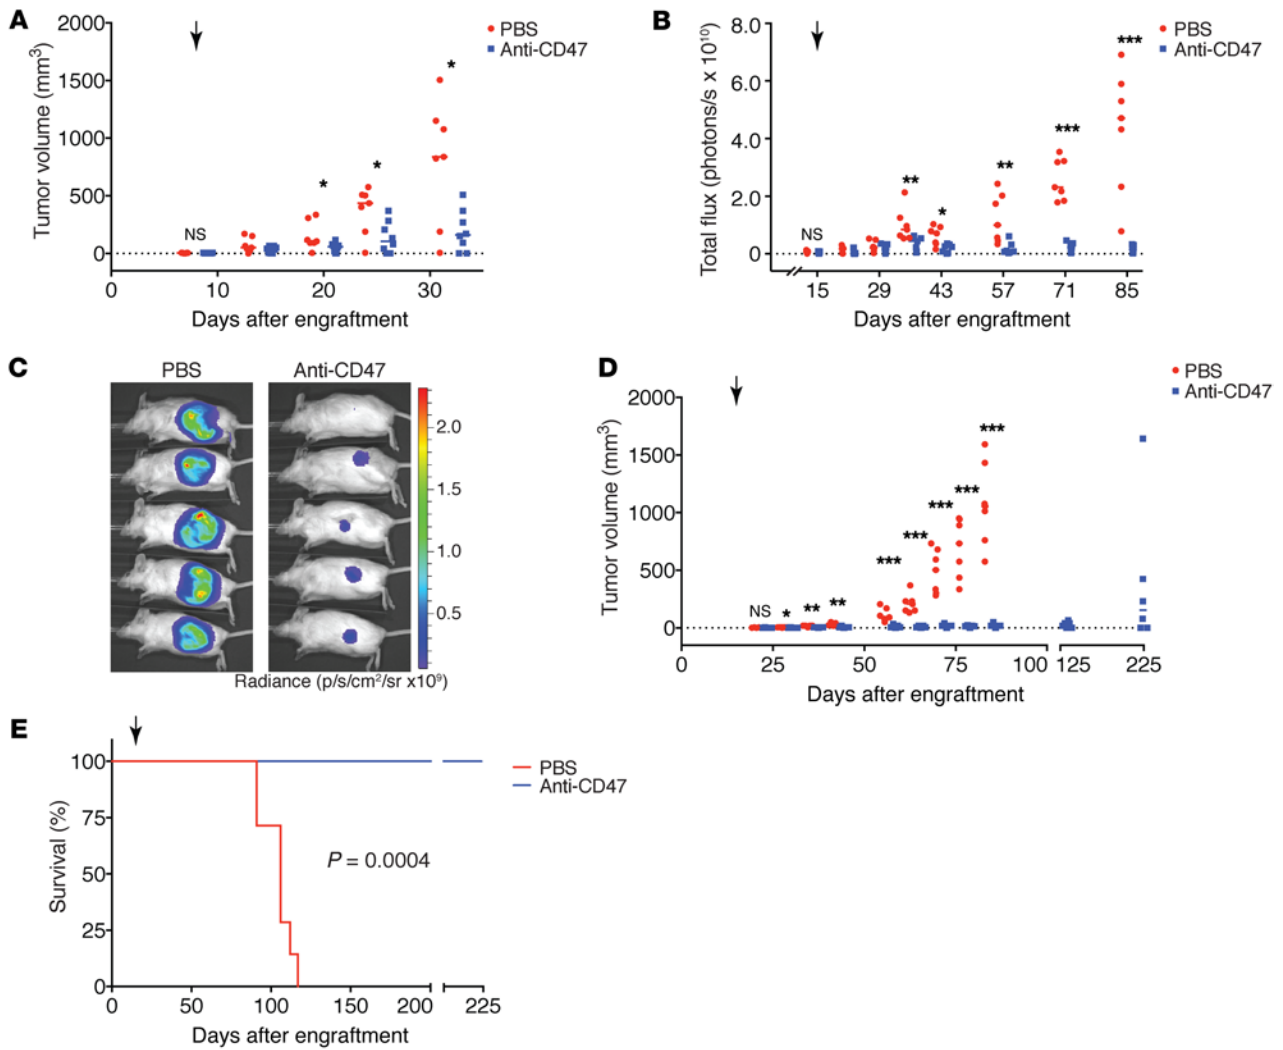 A
Tumor volume (mm³)
2000
1500
1000
500
0
NS
*
*
*
PBS
Anti-CD47
0 10 20 30
Days after engraftment
B
Total flux (photons/s x 10¹⁰)
8.0
6.0
4.0
2.0
0
NS
**
*
**
***
***
PBS
Anti-CD47
15 29 43 57 71 85
Days after engraftment
C
PBS Anti-CD47
2.0
1.5
1.0
0.5
Radiance (p/s/cm²/sr x10⁹)
D
Tumor volume (mm³)
2000
1500
1000
500
0
NS
*
**
**
***
***
***
***
***
PBS
Anti-CD47
0 25 50 75 100 125 225
Days after engraftment
E
Survival (%)
100
75
50
25
0
P = 0.0004
PBS
Anti-CD47
0 50 100 150 200 225
Days after engraftment